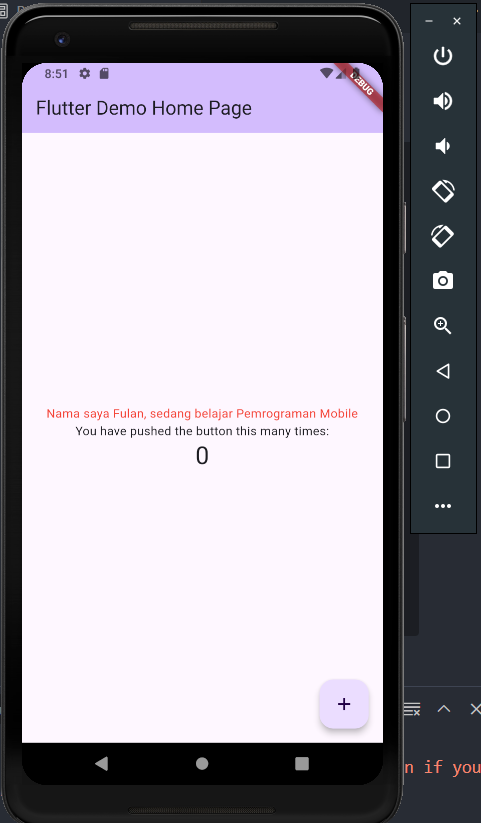 8:51
DEBUG
Flutter Demo Home Page
Nama saya Fulan, sedang belajar Pemrograman Mobile
You have pushed the button this many times:
0
+
n if you